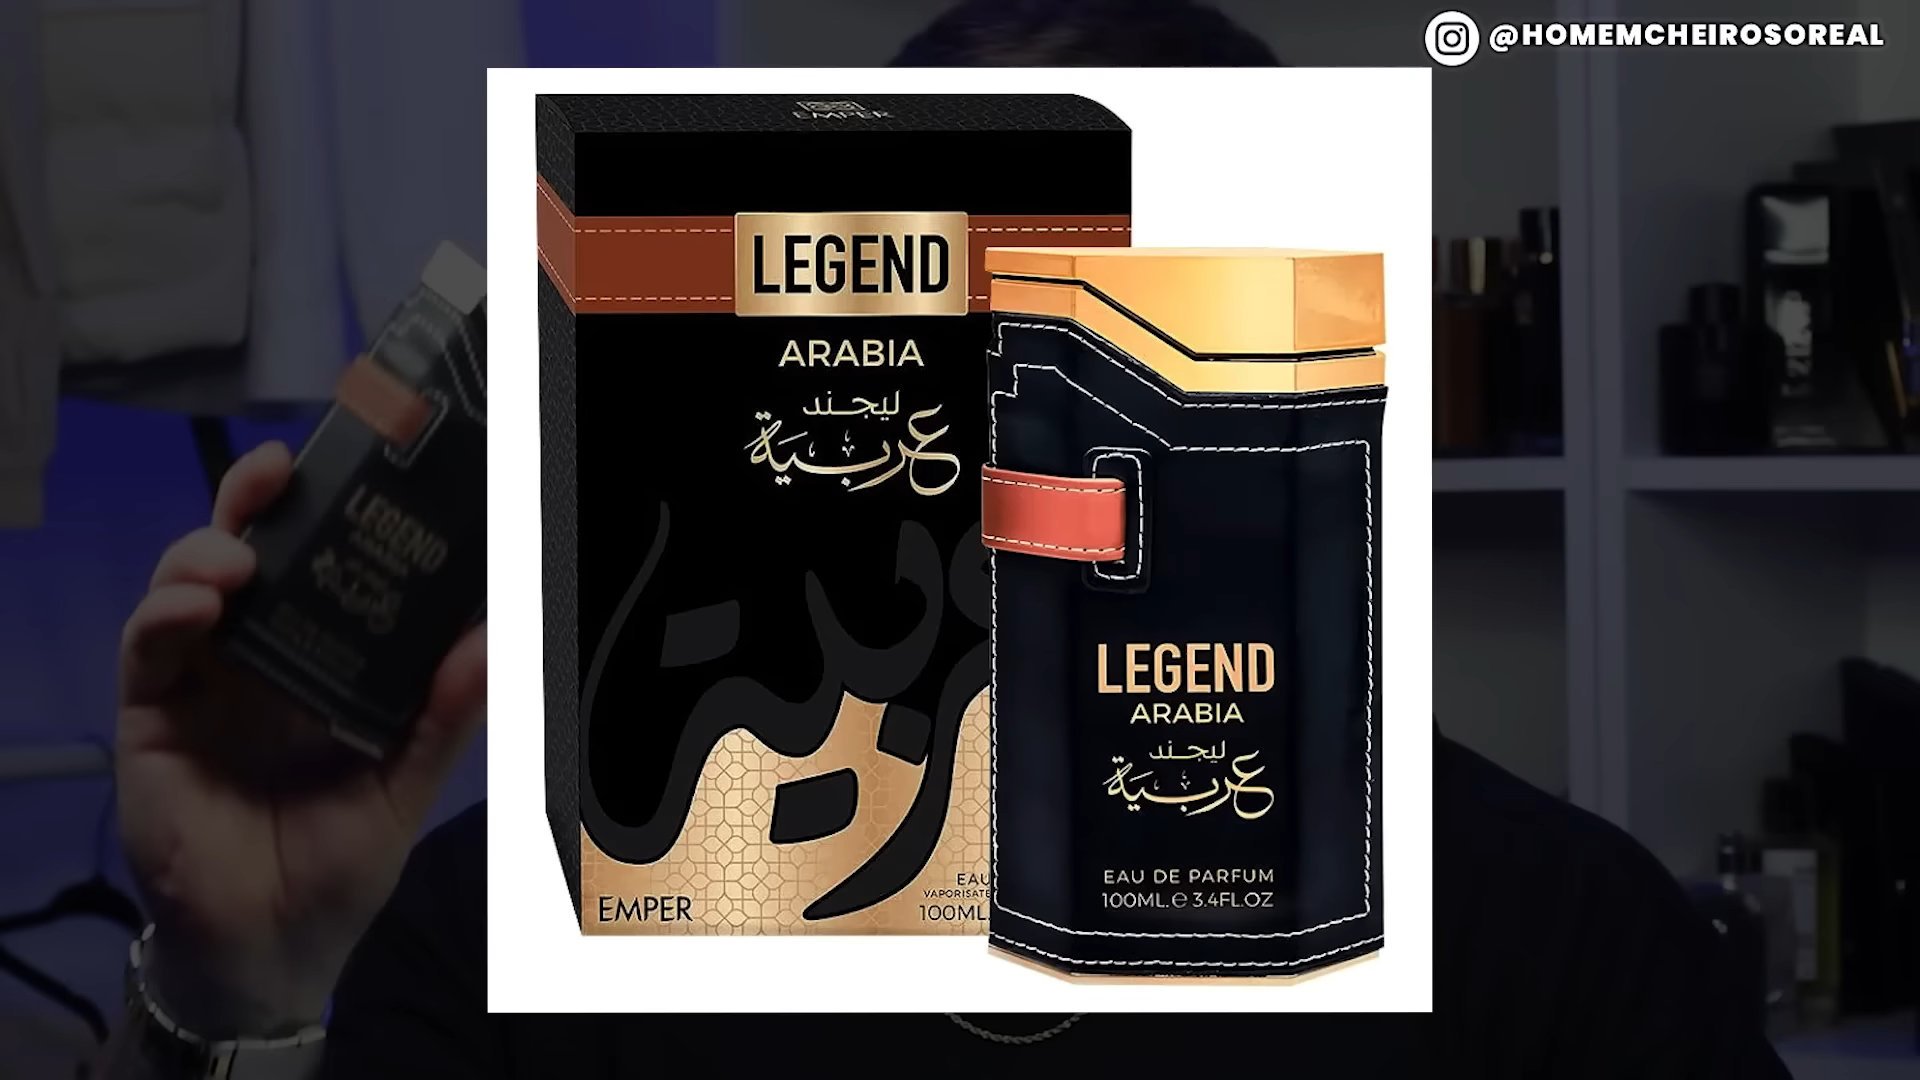 @HOMEMCHEIROSOREAL
EMPER
LEGEND
ARABIA
ليجند
عربية
EMPER
EAU
VAPORISATE
100ML.
LEGEND
ARABIA
ليجند
عربية
EAU DE PARFUM
100ML.e 3.4FL.OZ
LEGEND
ARABIA